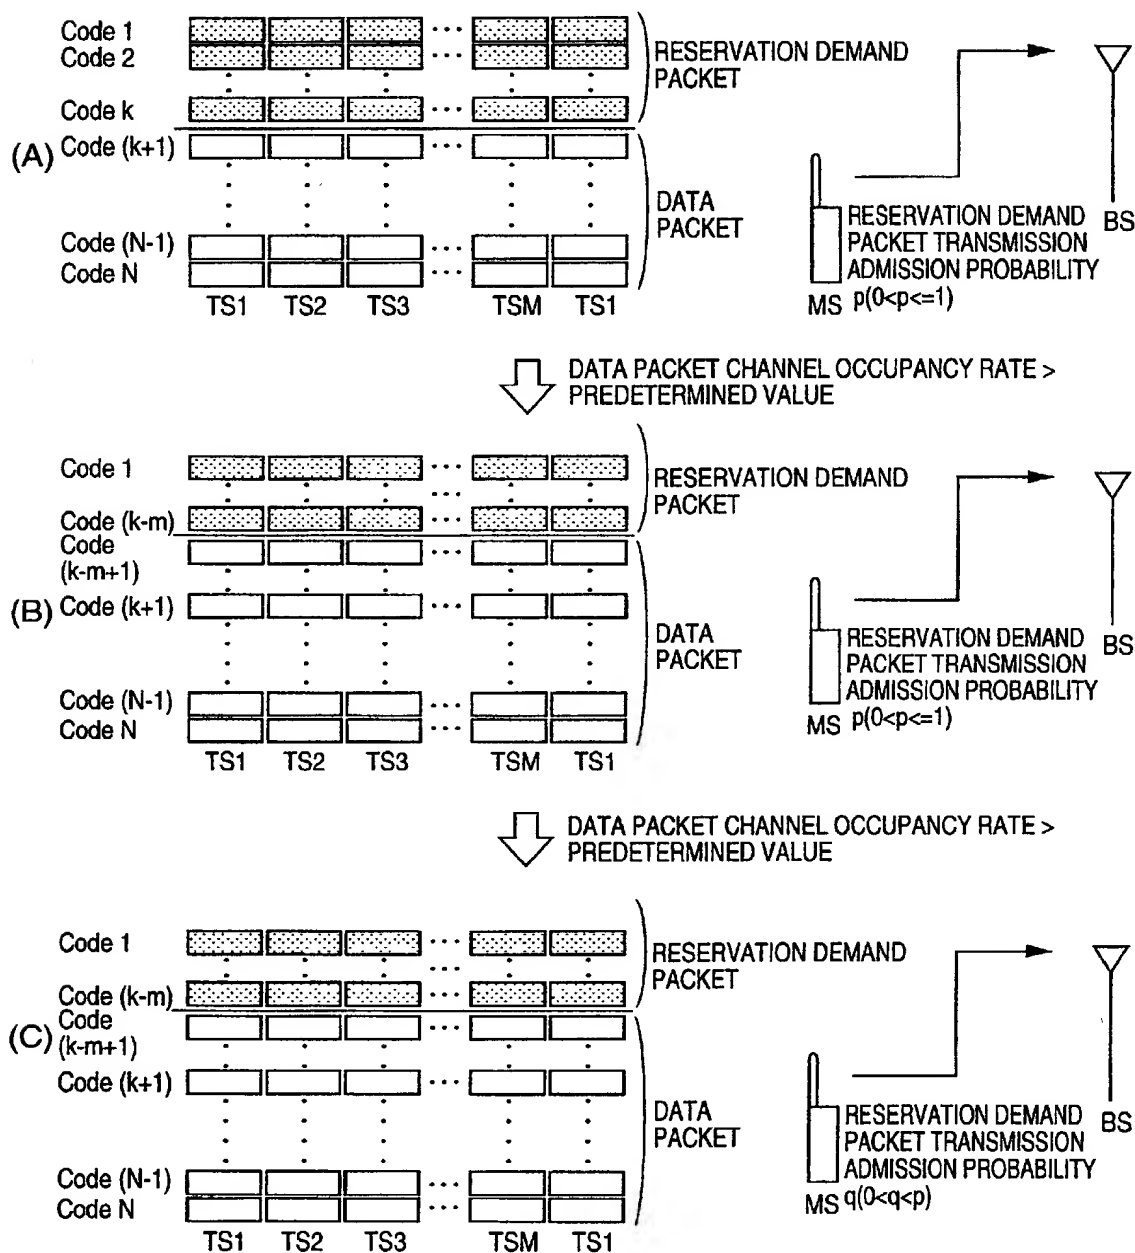 Code 1
Code 2
Code k
RESERVATION DEMAND
PACKET
(A)
Code (k+1)
Code (N-1)
Code N
DATA
PACKET
TS1 TS2 TS3 TSM TS1
RESERVATION DEMAND
PACKET TRANSMISSION
ADMISSION PROBABILITY
p(0<p<=1)
MS
BS
DATA PACKET CHANNEL OCCUPANCY RATE >
PREDETERMINED VALUE
Code 1
Code (k-m)
RESERVATION DEMAND
PACKET
Code
(k-m+1)
(B)
Code (k+1)
Code (N-1)
Code N
DATA
PACKET
TS1 TS2 TS3 TSM TS1
RESERVATION DEMAND
PACKET TRANSMISSION
ADMISSION PROBABILITY
p(0<p<=1)
MS
BS
DATA PACKET CHANNEL OCCUPANCY RATE >
PREDETERMINED VALUE
Code 1
Code (k-m)
RESERVATION DEMAND
PACKET
(C)
Code
(k-m+1)
Code (k+1)
Code (N-1)
Code N
DATA
PACKET
TS1 TS2 TS3 TSM TS1
RESERVATION DEMAND
PACKET TRANSMISSION
ADMISSION PROBABILITY
q(0<q<p)
MS
BS